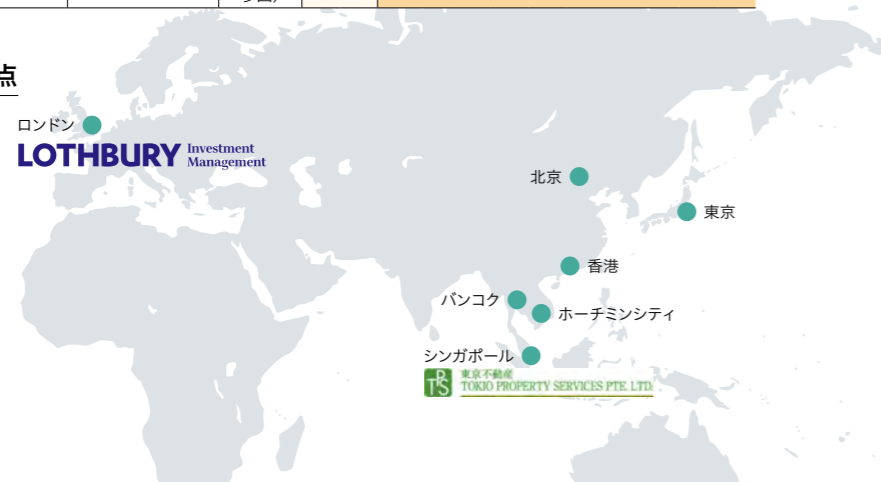 点
ロンドン
LOTHBURY Investment
Management
北京
東京
香港
バンコク
ホーチミンシティ
シンガポール
TPS 東京不動産
TOKIO PROPERTY SERVICES PTE. LTD.